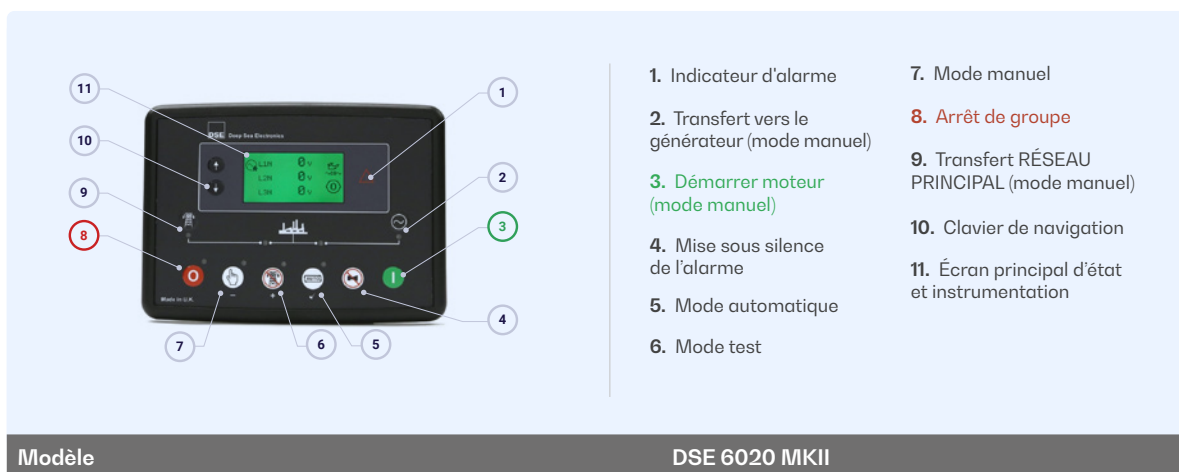 11
1
10
9
2
8
3
4
7
6
5
DSE Deep Sea Electronics
L1N 0 v
L2N 0 v
L3N 0 v
Made in U.K.
- + ✓
1. Indicateur d'alarme
2. Transfert vers le
générateur (mode manuel)
3. Démarrer moteur
(mode manuel)
4. Mise sous silence
de l'alarme
5. Mode automatique
6. Mode test
7. Mode manuel
8. Arrêt de groupe
9. Transfert RÉSEAU
PRINCIPAL (mode manuel)
10. Clavier de navigation
11. Écran principal d'état
et instrumentation
Modèle DSE 6020 MKII